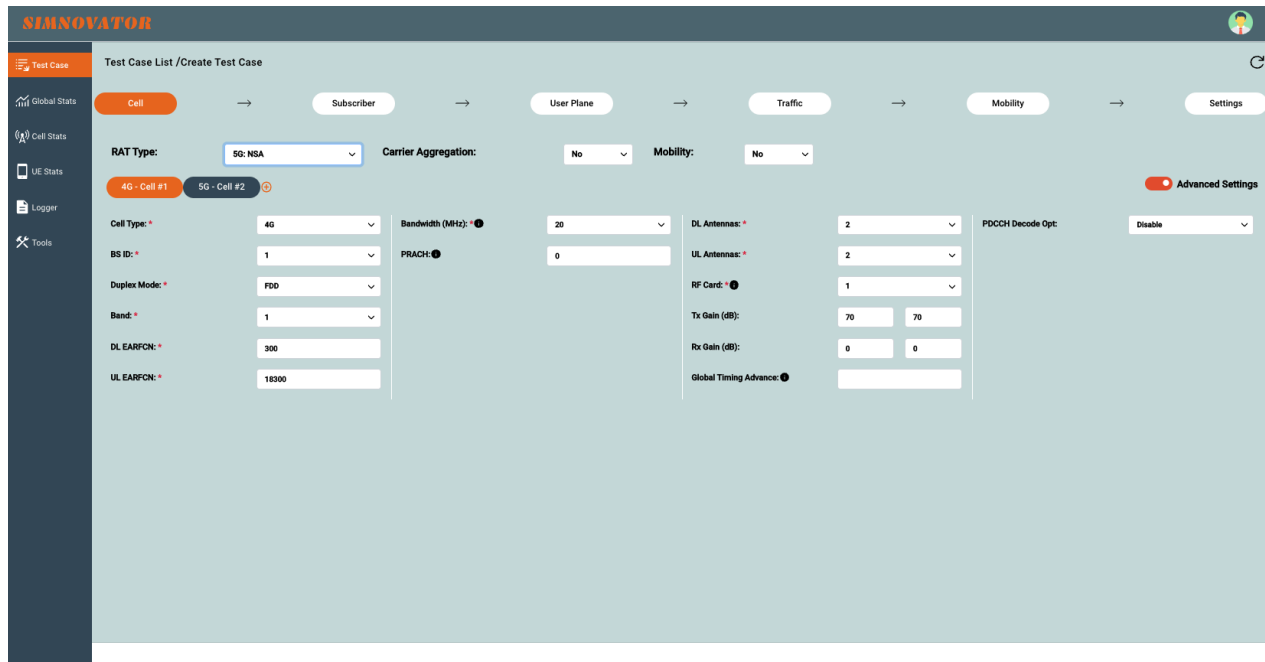 SIMNOVATOR
Test Case
Global Stats
Cell Stats
UE Stats
Logger
Tools
Test Case List /Create Test Case
Cell → Subscriber → User Plane → Traffic → Mobility → Settings
RAT Type: 5G: NSA Carrier Aggregation: No Mobility: No
4G - Cell #1 5G - Cell #2 Advanced Settings
Cell Type: * 4G Bandwidth (MHz): * 20 DL Antennas: * 2 PDCCH Decode Opt: Disable
BS ID: * 1 PRACH: 0 UL Antennas: * 2
Duplex Mode: * FDD RF Card: * 1
Band: * 1 Tx Gain (dB): 70 70
DL EARFCN: * 300 Rx Gain (dB): 0 0
UL EARFCN: * 18300 Global Timing Advance: